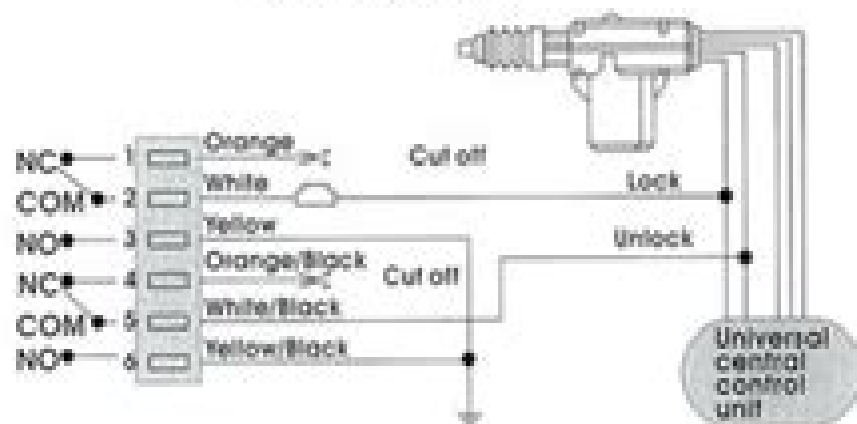 NC 1 Orange Cut off
COM 2 White Lock
NO 3 Yellow Unlock
NC 4 Orange/Black Cut off
COM 5 White/Black
NO 6 Yellow/Black
Universal
central
control
unit